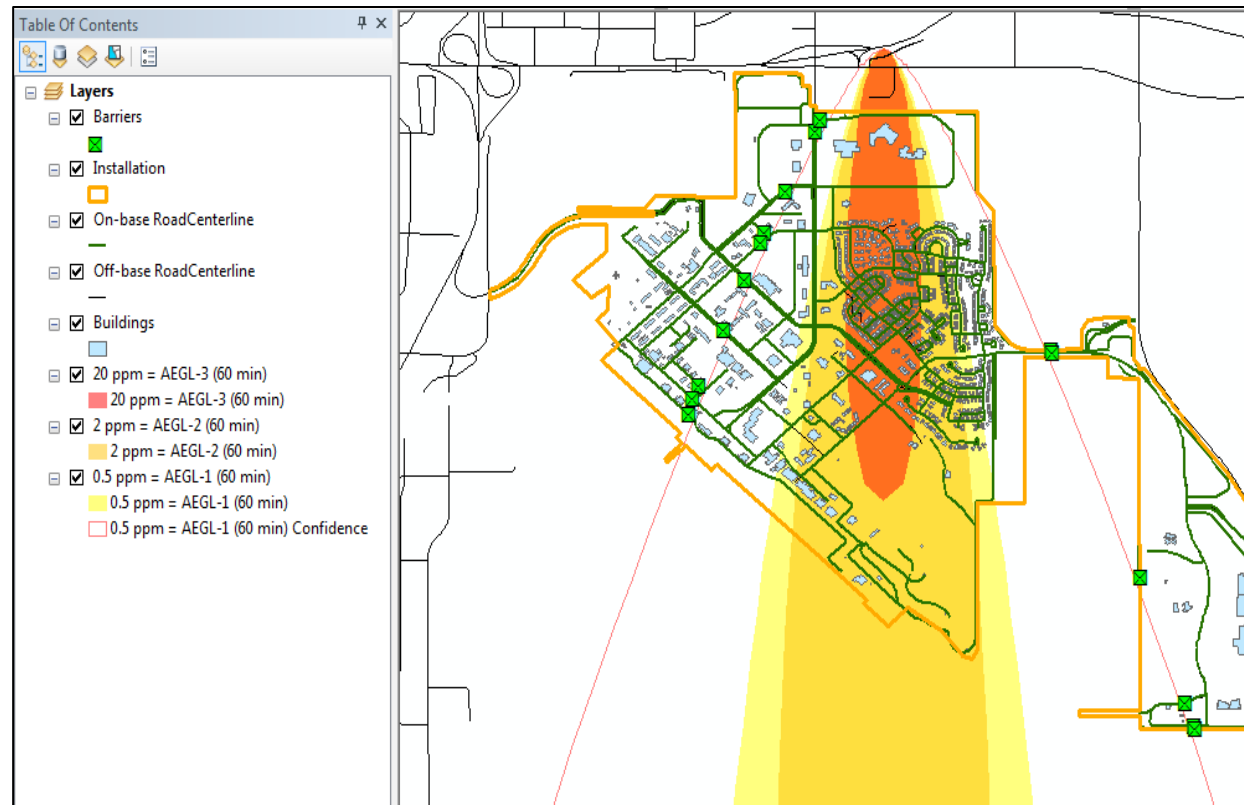 Table Of Contents
Layers
Barriers
Installation
On-base RoadCenterline
Off-base RoadCenterline
Buildings
20 ppm = AEGL-3 (60 min)
20 ppm = AEGL-3 (60 min)
2 ppm = AEGL-2 (60 min)
2 ppm = AEGL-2 (60 min)
0.5 ppm = AEGL-1 (60 min)
0.5 ppm = AEGL-1 (60 min)
0.5 ppm = AEGL-1 (60 min) Confidence